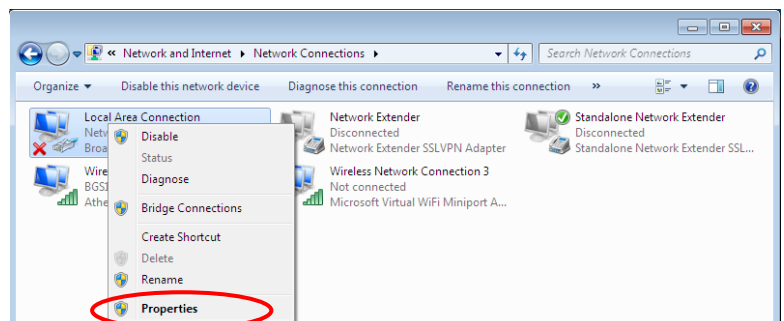 « Network and Internet ▸ Network Connections ▸
Search Network Connections
Organize ▼ Disable this network device Diagnose this connection Rename this connection »
Local Area Connection
Netw
Broa
Network Extender
Disconnected
Network Extender SSLVPN Adapter
Standalone Network Extender
Disconnected
Standalone Network Extender SSL...
Wire
BGSI
Athe
Wireless Network Connection 3
Not connected
Microsoft Virtual WiFi Miniport A...
Disable
Status
Diagnose
Bridge Connections
Create Shortcut
Delete
Rename
Properties